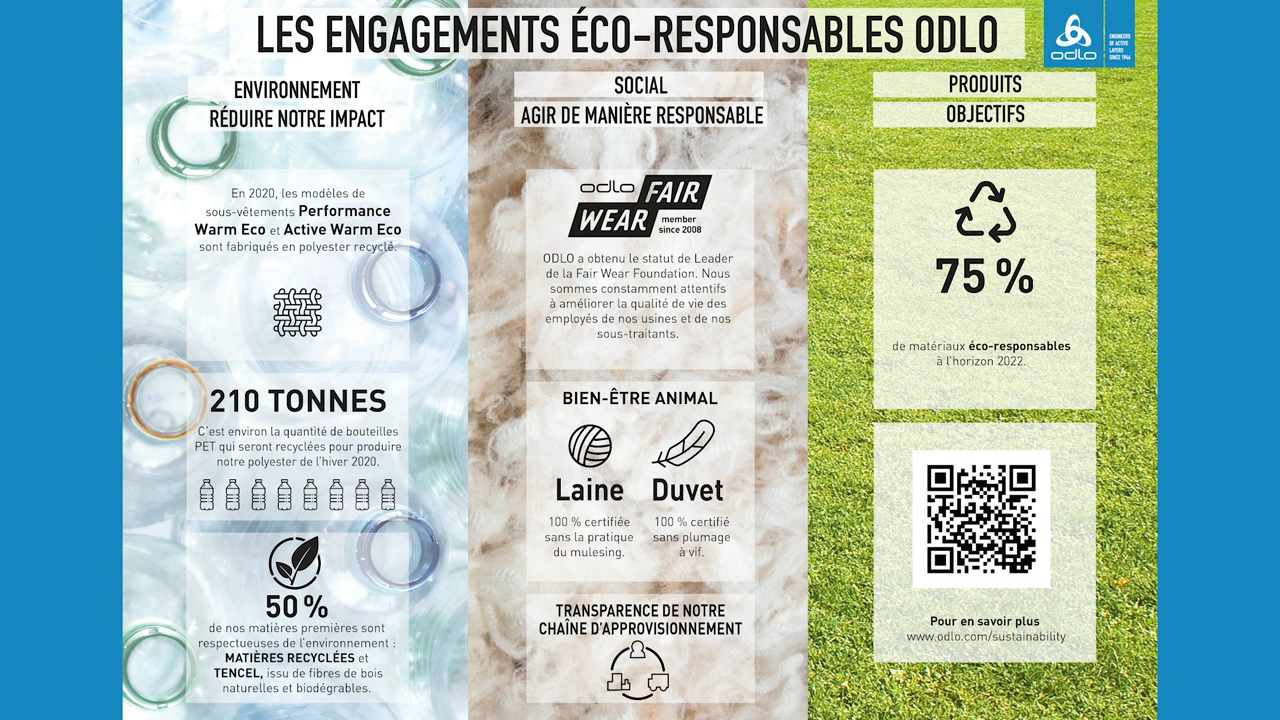 LES ENGAGEMENTS ÉCO-RESPONSABLES ODLO
odlo
ENGINEERS
OF ACTIVE
LAYERS
SINCE 1946
ENVIRONNEMENT
RÉDUIRE NOTRE IMPACT
En 2020, les modèles de
sous-vêtements Performance
Warm Eco et Active Warm Eco
sont fabriqués en polyester recyclé.
210 TONNES
C'est environ la quantité de bouteilles
PET qui seront recyclées pour produire
notre polyester de l'hiver 2020.
50 %
de nos matières premières sont
respectueuses de l'environnement :
MATIÈRES RECYCLÉES et
TENCEL, issu de fibres de bois
naturelles et biodégrables.
SOCIAL
AGIR DE MANIÈRE RESPONSABLE
odlo FAIR
WEAR member
since 2008
ODLO a obtenu le statut de Leader
de la Fair Wear Foundation. Nous
sommes constamment attentifs
à améliorer la qualité de vie des
employés de nos usines et de nos
sous-traitants.
BIEN-ÊTRE ANIMAL
Laine
100 % certifiée
sans la pratique
du mulesing.
Duvet
100 % certifié
sans plumage
à vif.
TRANSPARENCE DE NOTRE
CHAÎNE D'APPROVISIONNEMENT
PRODUITS
OBJECTIFS
75 %
de matériaux éco-responsables
à l'horizon 2022.
Pour en savoir plus
www.odlo.com/sustainability